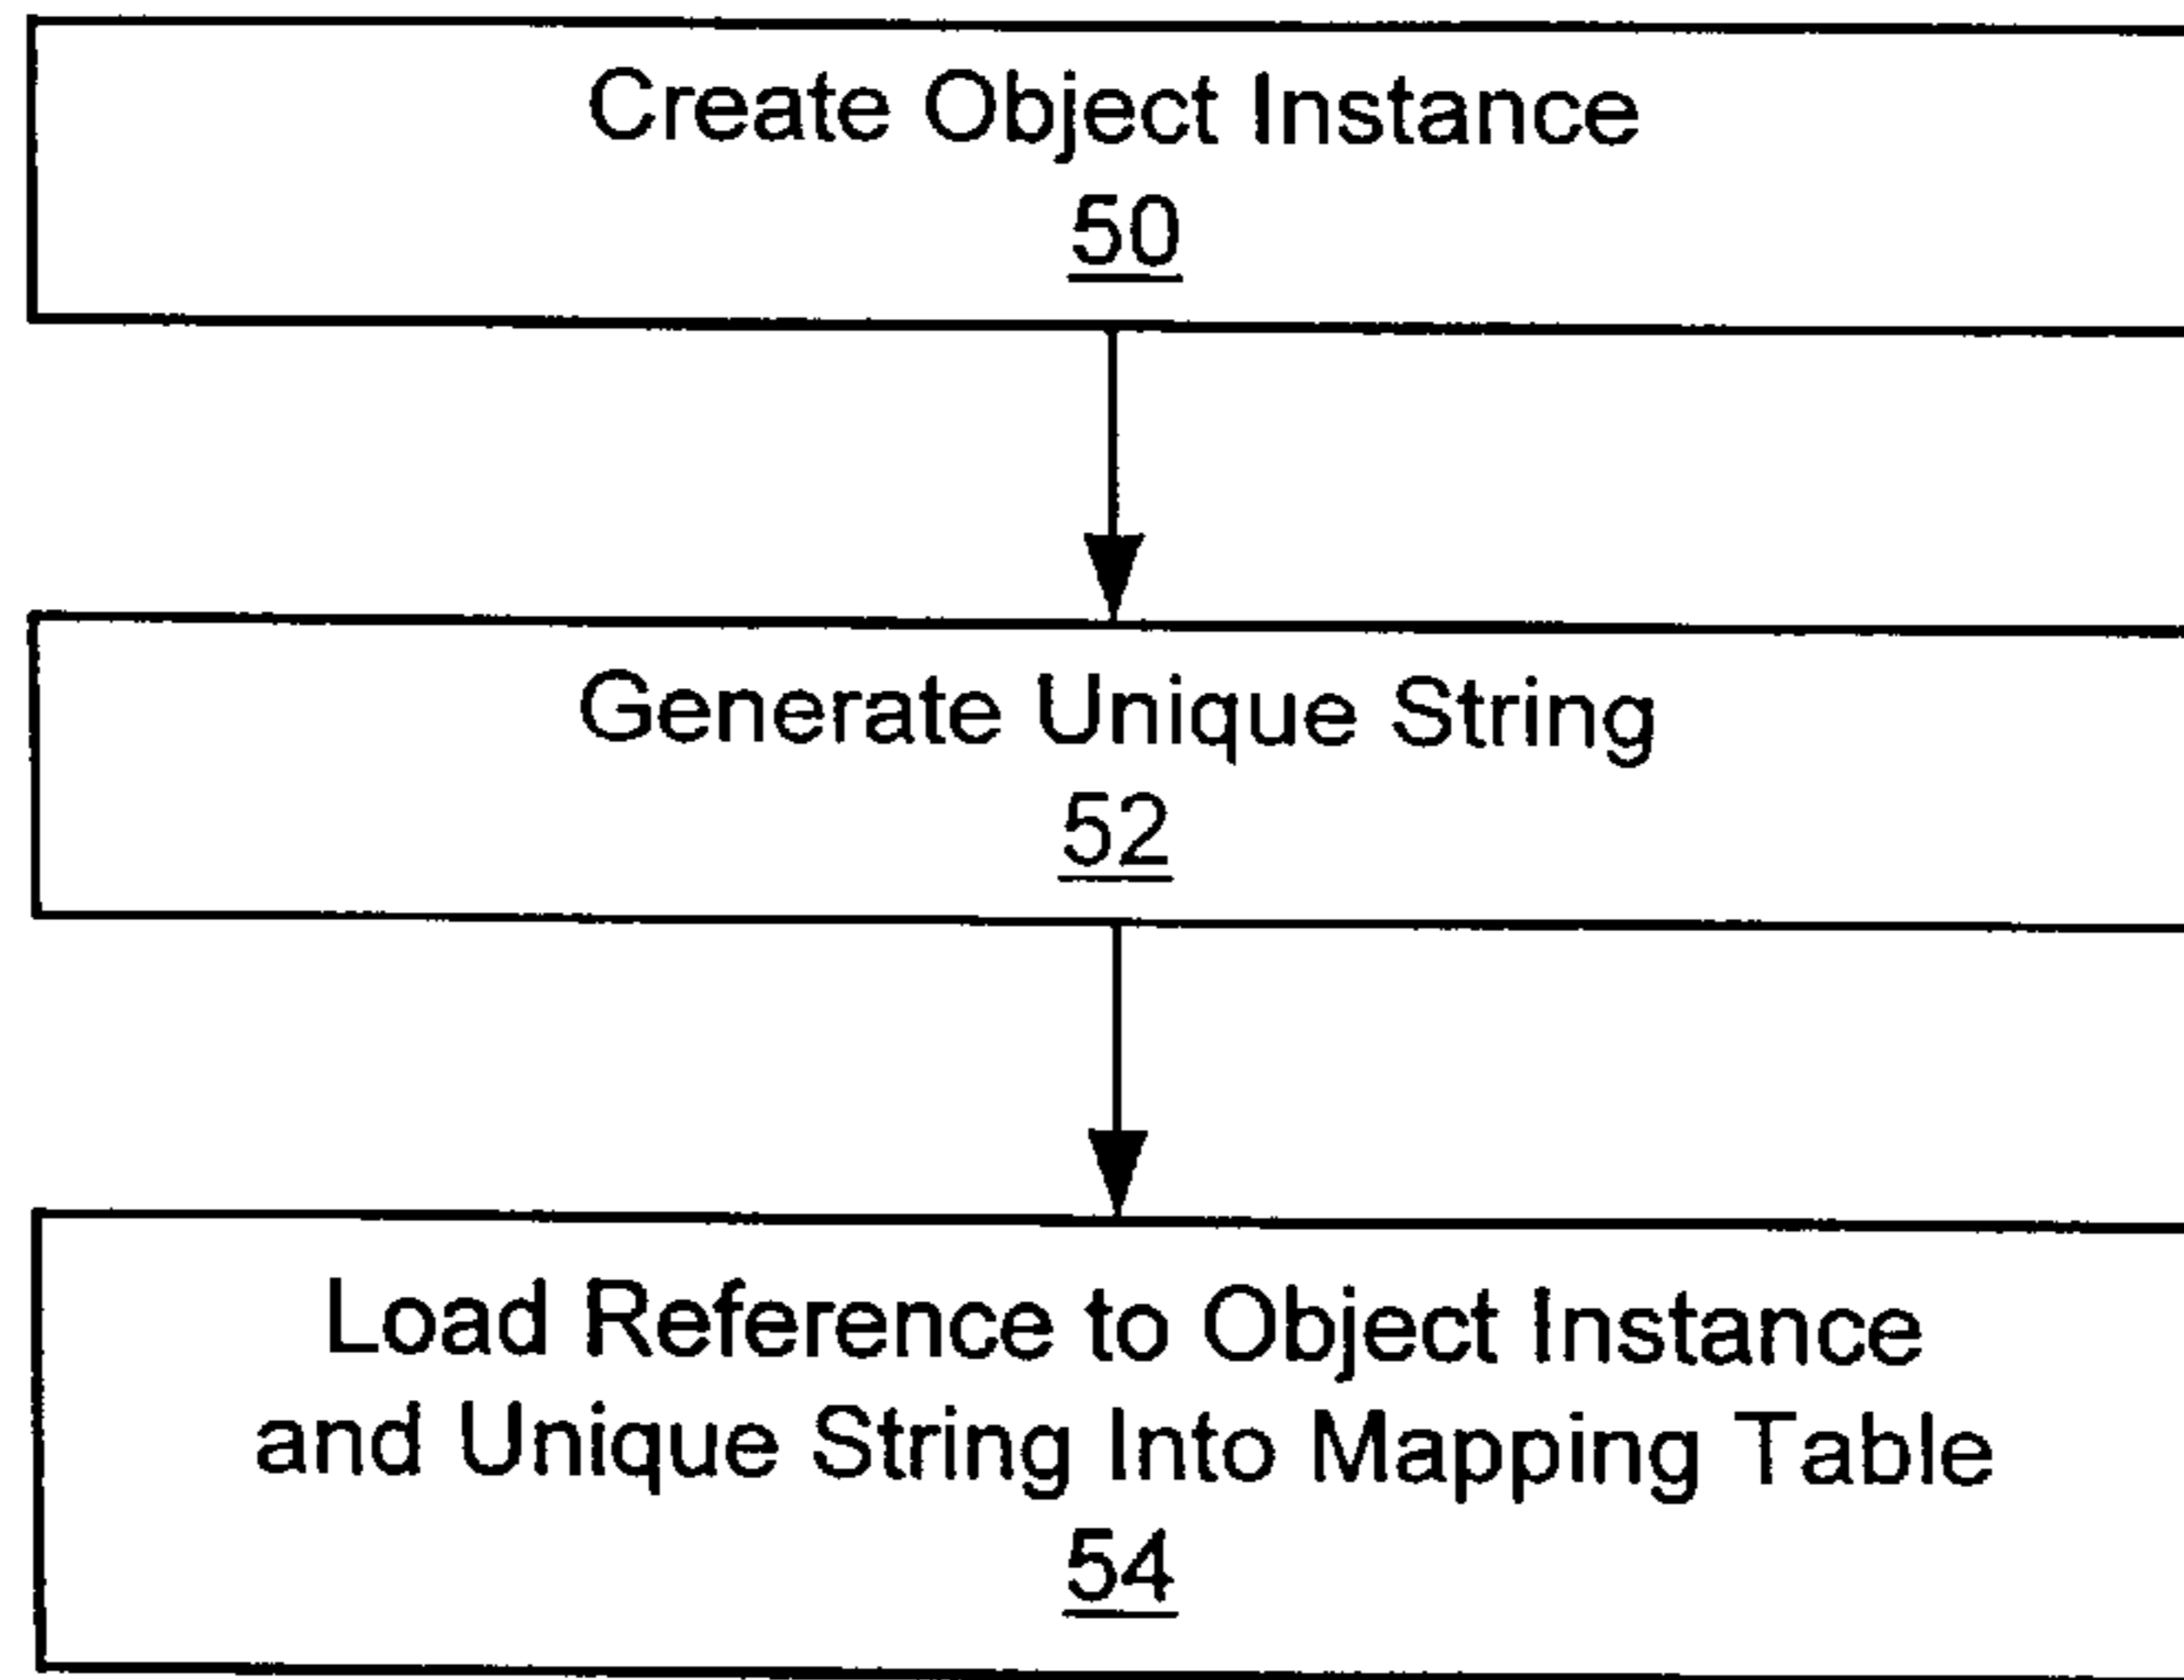 Create Object Instance
50
Generate Unique String
52
Load Reference to Object Instance
and Unique String Into Mapping Table
54